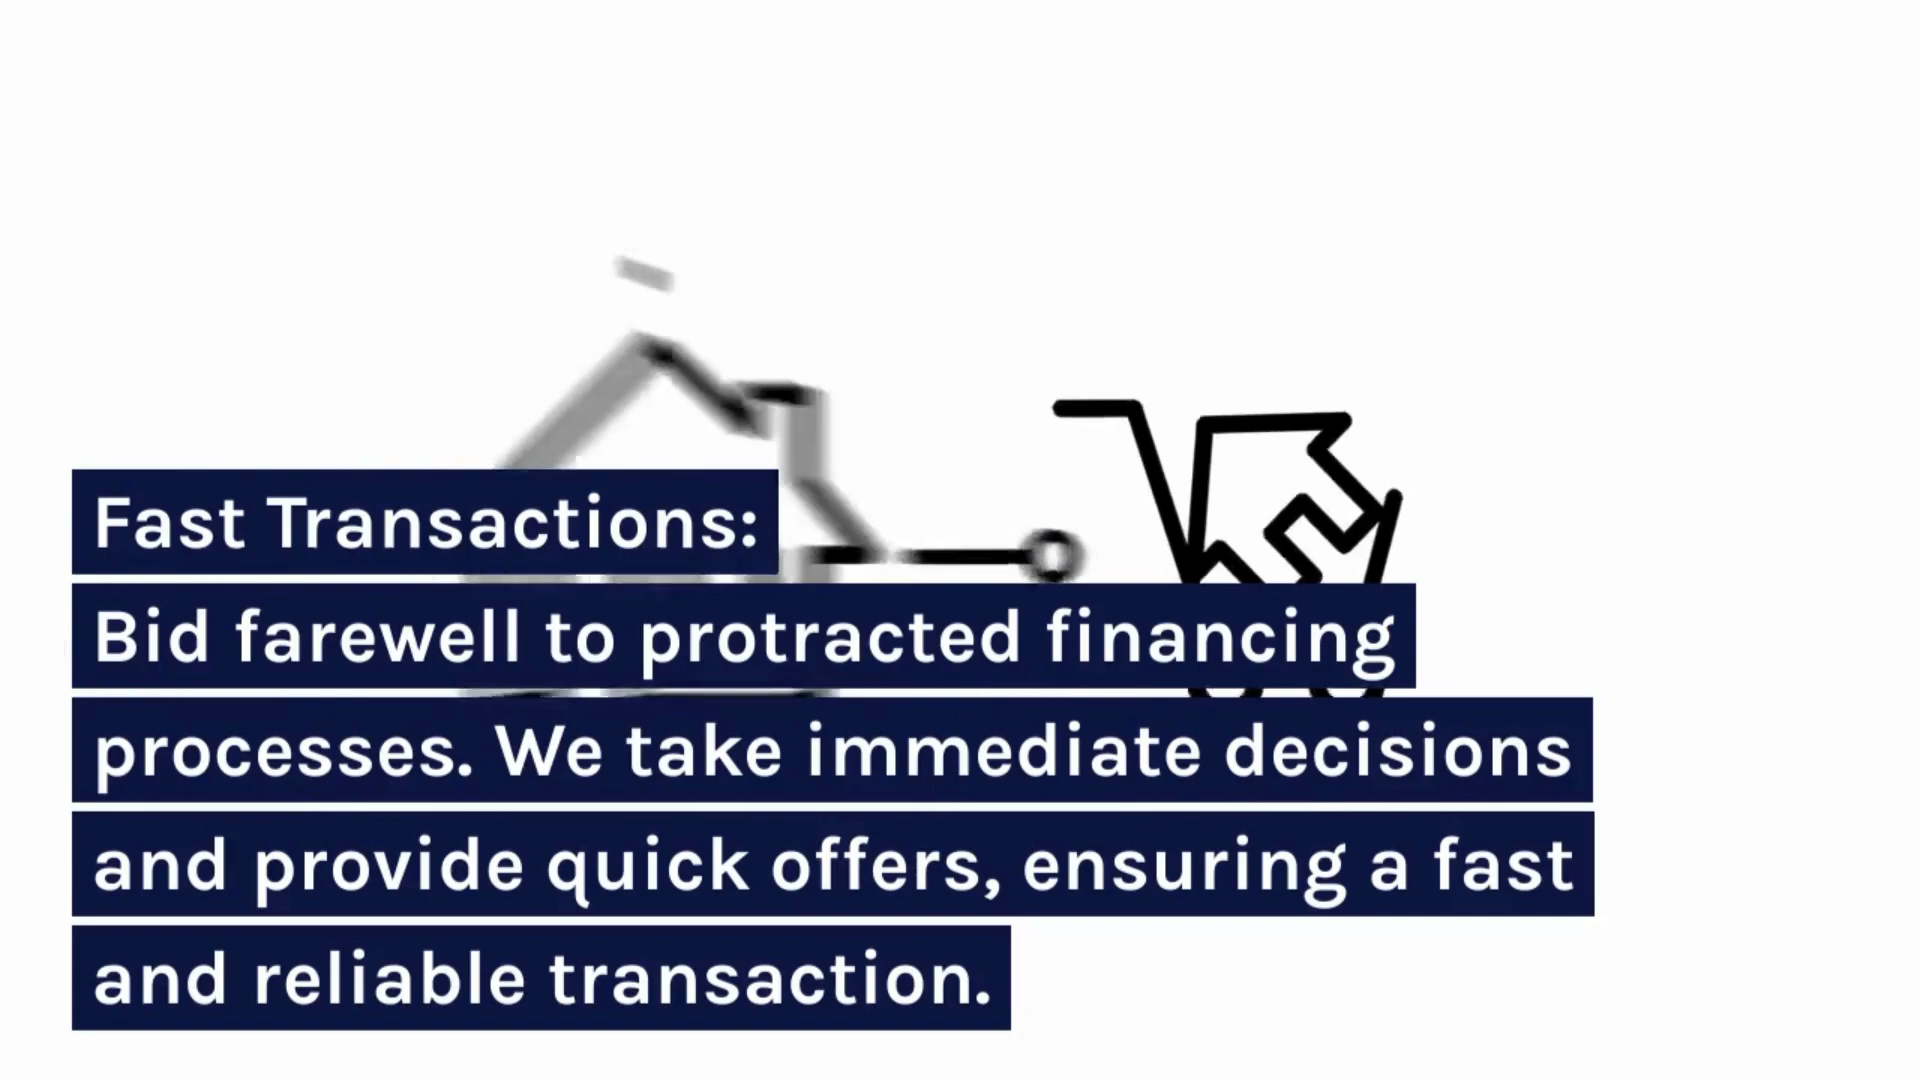 Fast Transactions:
Bid farewell to protracted financing
processes. We take immediate decisions
and provide quick offers, ensuring a fast
and reliable transaction.